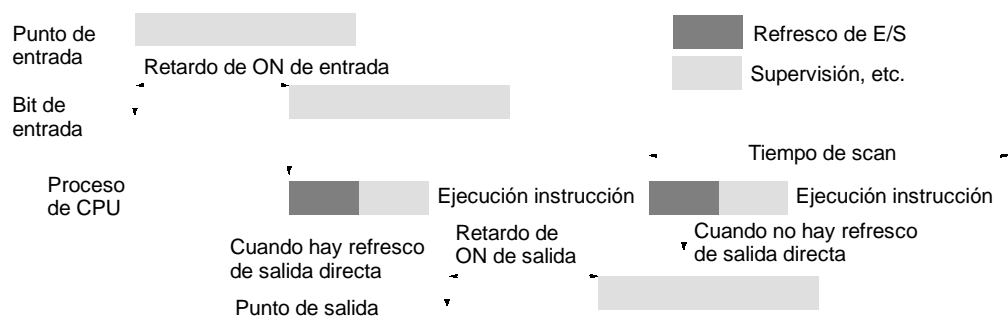 Punto de
entrada
Refresco de E/S
Retardo de ON de entrada
Supervisión, etc.
Bit de
entrada
Tiempo de scan
Proceso
de CPU
Ejecución instrucción
Ejecución instrucción
Cuando hay refresco
de salida directa
Retardo de
ON de salida
Cuando no hay refresco
de salida directa
Punto de salida